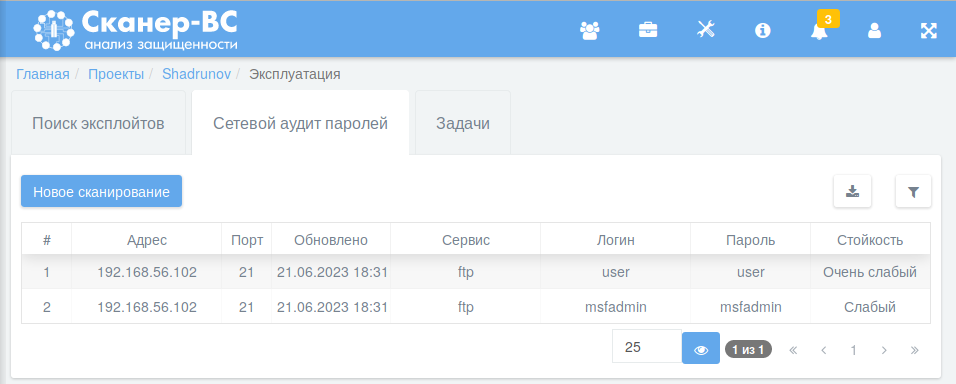 Сканер-ВС
анализ защищенности
3
Главная / Проекты / Shadrunov / Эксплуатация
Поиск эксплойтов Сетевой аудит паролей Задачи
Новое сканирование
# Адрес Порт Обновлено Сервис Логин Пароль Стойкость
1 192.168.56.102 21 21.06.2023 18:31 ftp user user Очень слабый
2 192.168.56.102 21 21.06.2023 18:31 ftp msfadmin msfadmin Слабый
25 1 из 1 « ‹ 1 › »